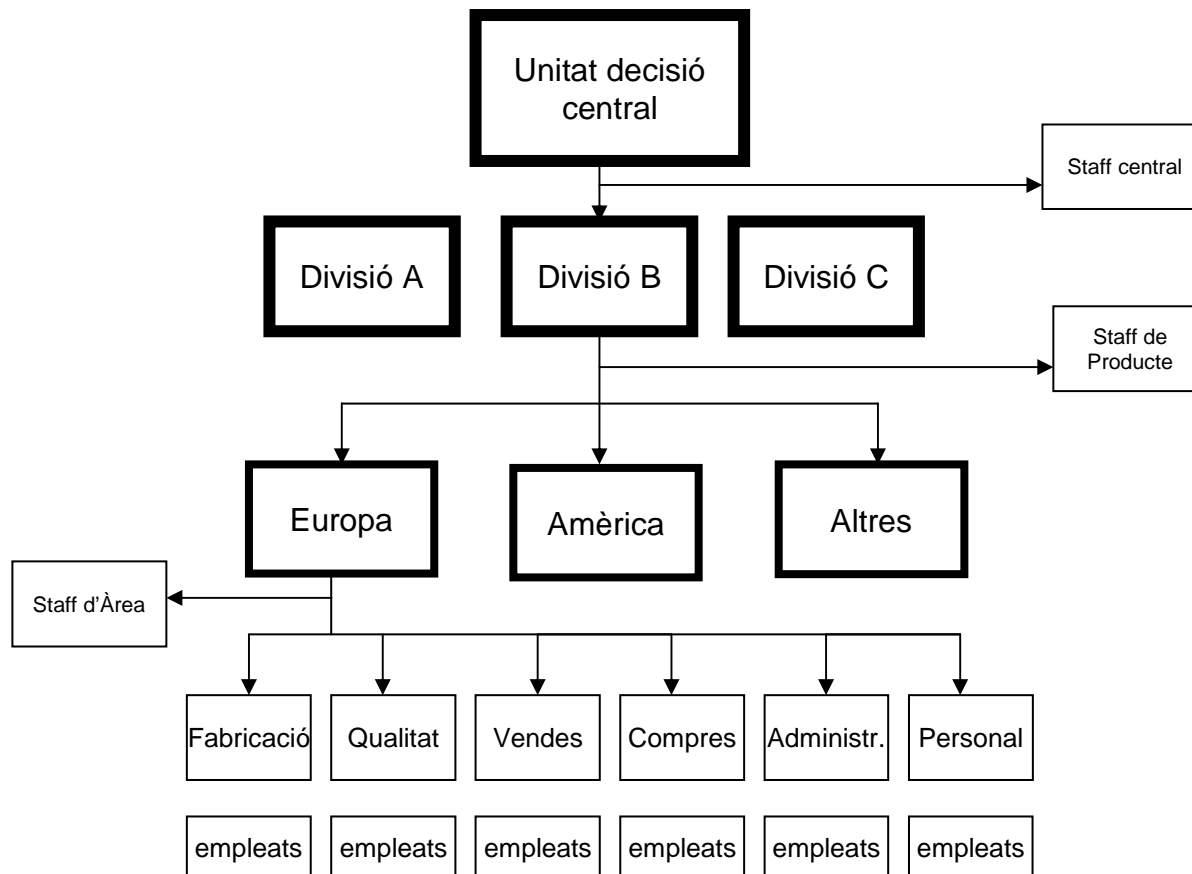 Unitat decisió
central
Staff central
Divisió A
Divisió B
Divisió C
Staff de
Producte
Europa
Amèrica
Altres
Staff d’Àrea
Fabricació
Qualitat
Vendes
Compres
Administr.
Personal
empleats
empleats
empleats
empleats
empleats
empleats